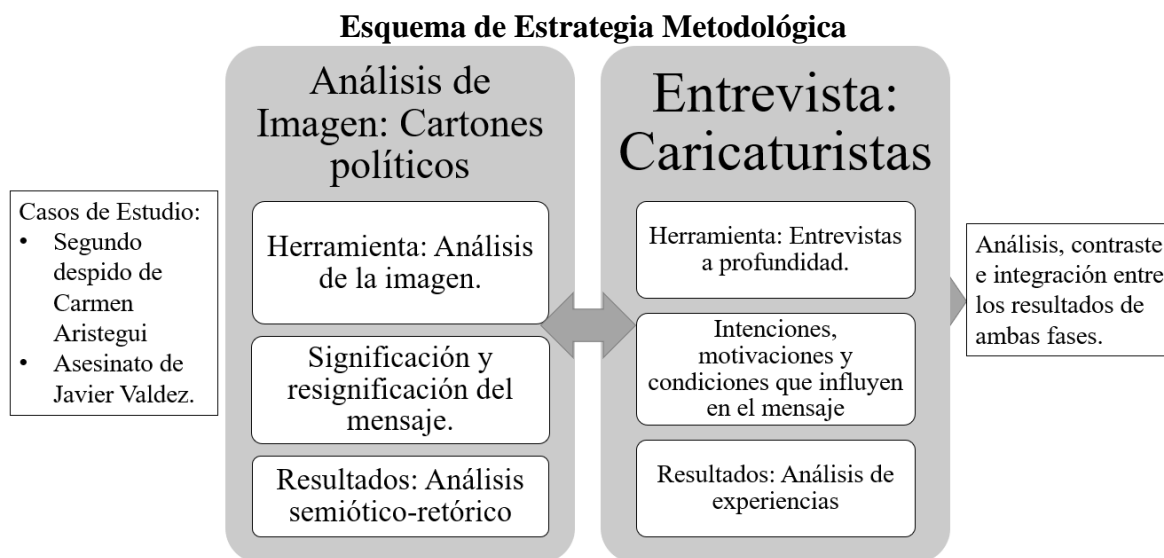 Esquema de Estrategia Metodológica
Casos de Estudio:
• Segundo
despido de
Carmen
Aristegui
• Asesinato de
Javier Valdez.
Análisis de
Imagen: Cartones
políticos
Herramienta: Análisis
de la imagen.
Significación y
resignificación del
mensaje.
Resultados: Análisis
semiótico-retórico
Entrevista:
Caricaturistas
Herramienta: Entrevistas
a profundidad.
Intenciones,
motivaciones y
condiciones que influyen
en el mensaje
Resultados: Análisis de
experiencias
Análisis, contraste
e integración entre
los resultados de
ambas fases.